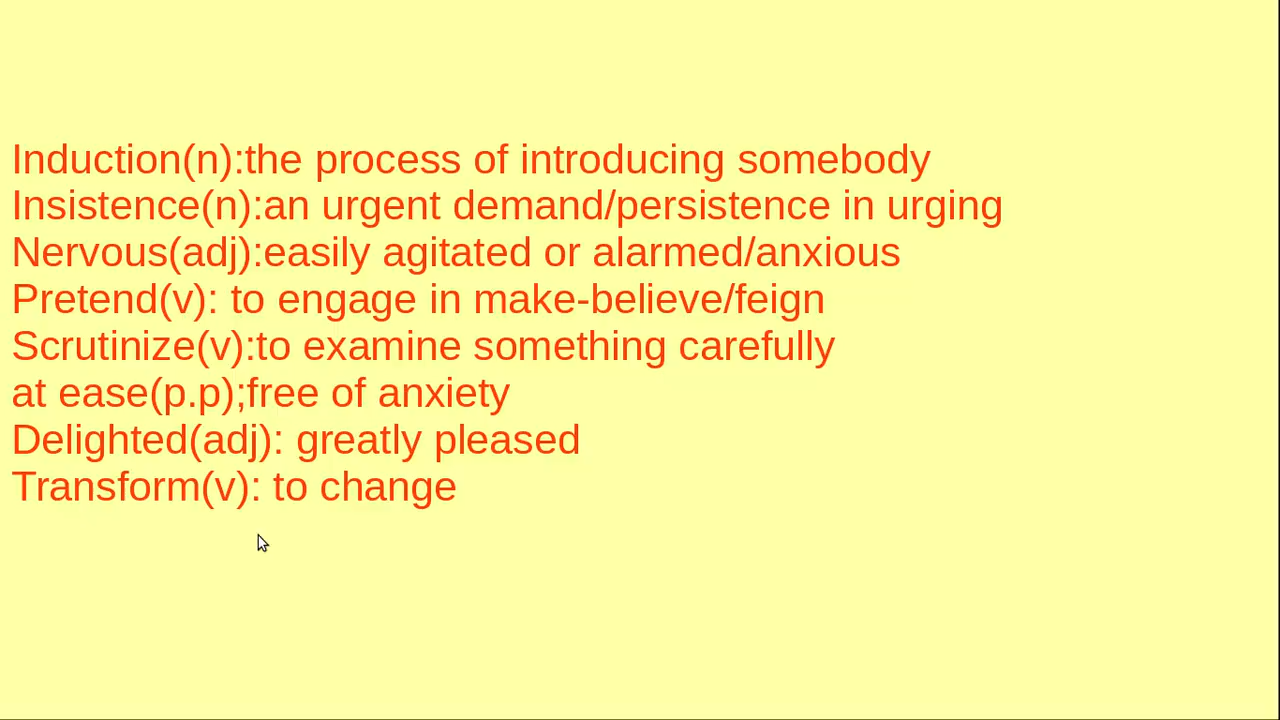 Induction(n):the process of introducing somebody
Insistence(n):an urgent demand/persistence in urging
Nervous(adj):easily agitated or alarmed/anxious
Pretend(v): to engage in make-believe/feign
Scrutinize(v):to examine something carefully
at ease(p.p);free of anxiety
Delighted(adj): greatly pleased
Transform(v): to change